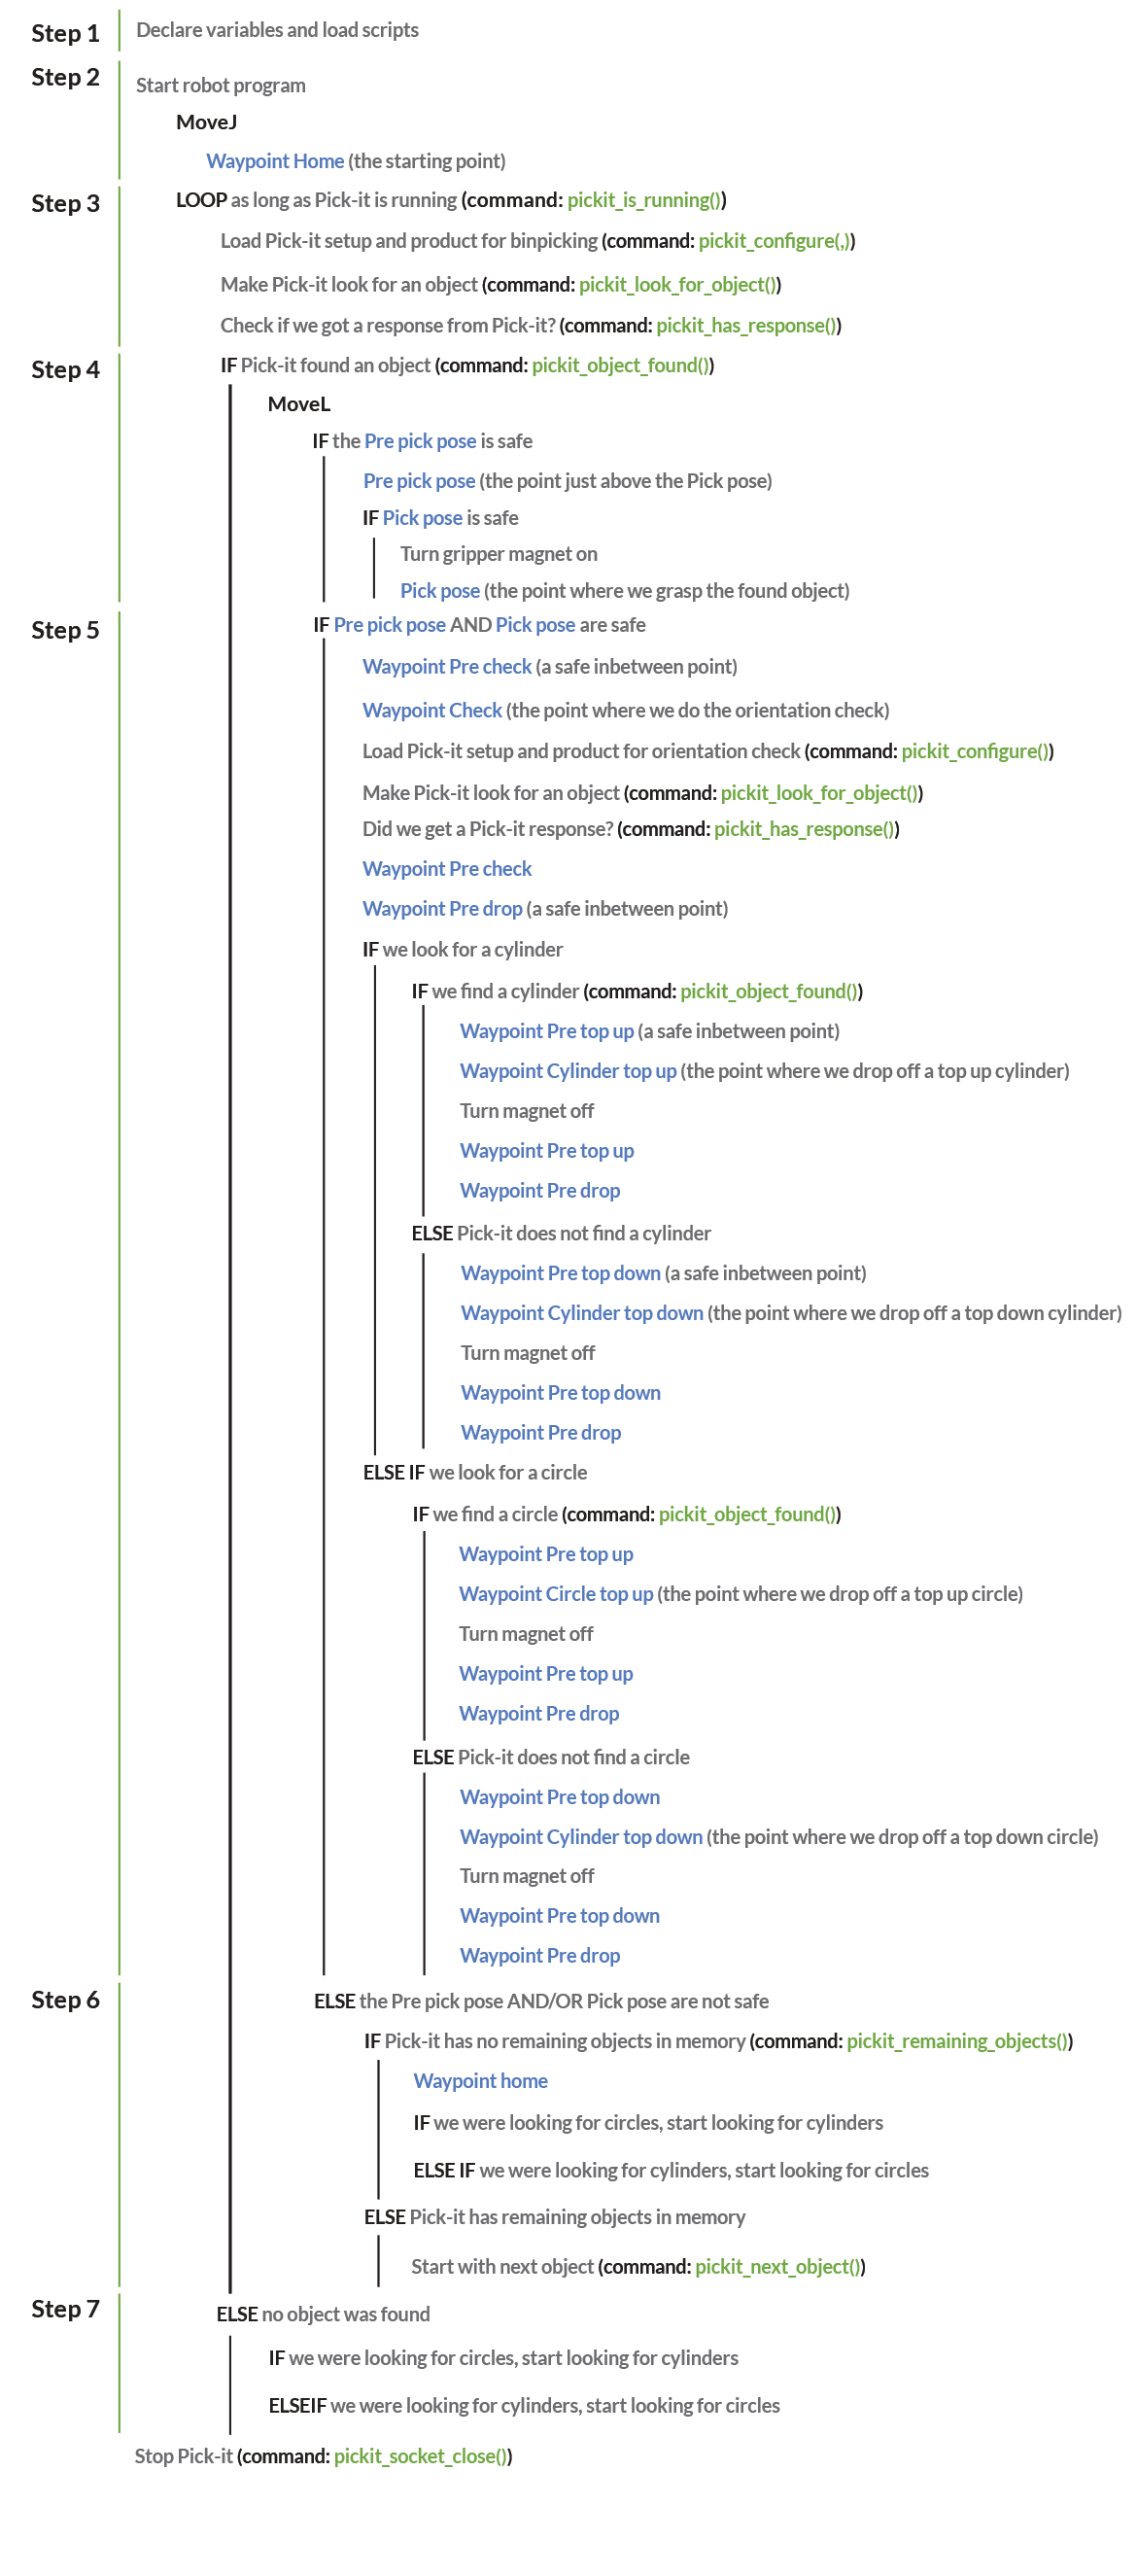 Step 1 Declare variables and load scripts
Step 2
Start robot program
MoveJ
Waypoint Home (the starting point)
Step 3 LOOP as long as Pick-it is running (command: pickit_is_running())
Load Pick-it setup and product for binpicking (command: pickit_configure(,))
Make Pick-it look for an object (command: pickit_look_for_object())
Check if we got a response from Pick-it? (command: pickit_has_response())
Step 4 IF Pick-it found an object (command: pickit_object_found())
MoveL
IF the Pre pick pose is safe
Pre pick pose (the point just above the Pick pose)
IF Pick pose is safe
Turn gripper magnet on
Pick pose (the point where we grasp the found object)
Step 5 IF Pre pick pose AND Pick pose are safe
Waypoint Pre check (a safe inbetween point)
Waypoint Check (the point where we do the orientation check)
Load Pick-it setup and product for orientation check (command: pickit_configure())
Make Pick-it look for an object (command: pickit_look_for_object())
Did we get a Pick-it response? (command: pickit_has_response())
Waypoint Pre check
Waypoint Pre drop (a safe inbetween point)
IF we look for a cylinder
IF we find a cylinder (command: pickit_object_found())
Waypoint Pre top up (a safe inbetween point)
Waypoint Cylinder top up (the point where we drop off a top up cylinder)
Turn magnet off
Waypoint Pre top up
Waypoint Pre drop
ELSE Pick-it does not find a cylinder
Waypoint Pre top down (a safe inbetween point)
Waypoint Cylinder top down (the point where we drop off a top down cylinder)
Turn magnet off
Waypoint Pre top down
Waypoint Pre drop
ELSE IF we look for a circle
IF we find a circle (command: pickit_object_found())
Waypoint Pre top up
Waypoint Circle top up (the point where we drop off a top up circle)
Turn magnet off
Waypoint Pre top up
Waypoint Pre drop
ELSE Pick-it does not find a circle
Waypoint Pre top down
Waypoint Cylinder top down (the point where we drop off a top down circle)
Turn magnet off
Waypoint Pre top down
Waypoint Pre drop
Step 6 ELSE the Pre pick pose AND/OR Pick pose are not safe
IF Pick-it has no remaining objects in memory (command: pickit_remaining_objects())
Waypoint home
IF we were looking for circles, start looking for cylinders
ELSE IF we were looking for cylinders, start looking for circles
ELSE Pick-it has remaining objects in memory
Start with next object (command: pickit_next_object())
Step 7 ELSE no object was found
IF we were looking for circles, start looking for cylinders
ELSEIF we were looking for cylinders, start looking for circles
Stop Pick-it (command: pickit_socket_close())